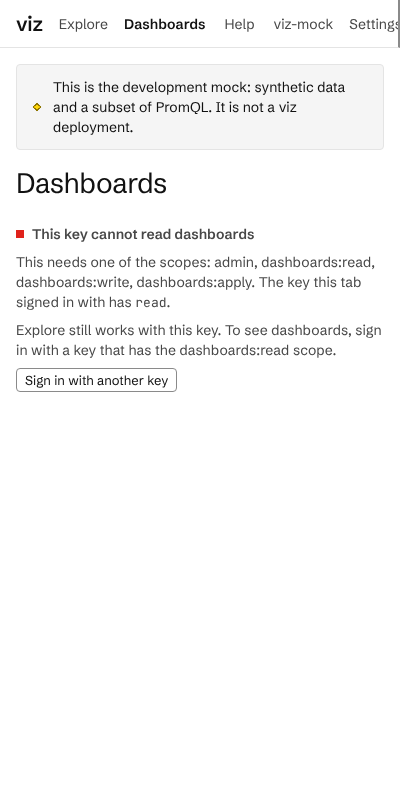 viz Explore Dashboards Help viz-mock Settings
This is the development mock: synthetic data
and a subset of PromQL. It is not a viz
deployment.
Dashboards
This key cannot read dashboards
This needs one of the scopes: admin, dashboards:read,
dashboards:write, dashboards:apply. The key this tab
signed in with has read.
Explore still works with this key. To see dashboards, sign
in with a key that has the dashboards:read scope.
Sign in with another key